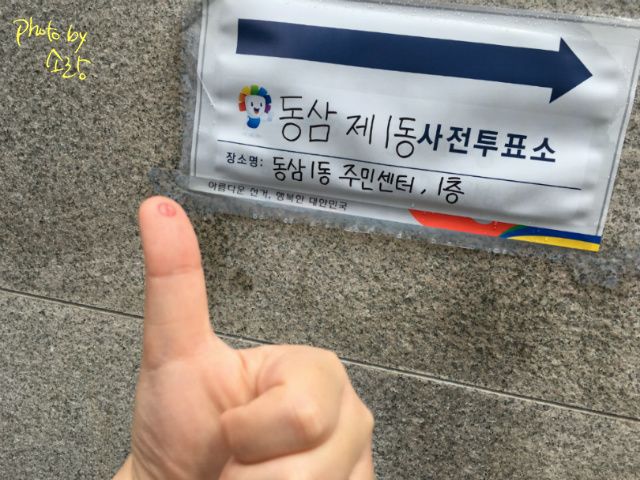 photo by
소랑
동삼 제1동사전투표소
장소명: 동삼1동 주민센터, 1층
아름다운 선거, 행복한 대한민국